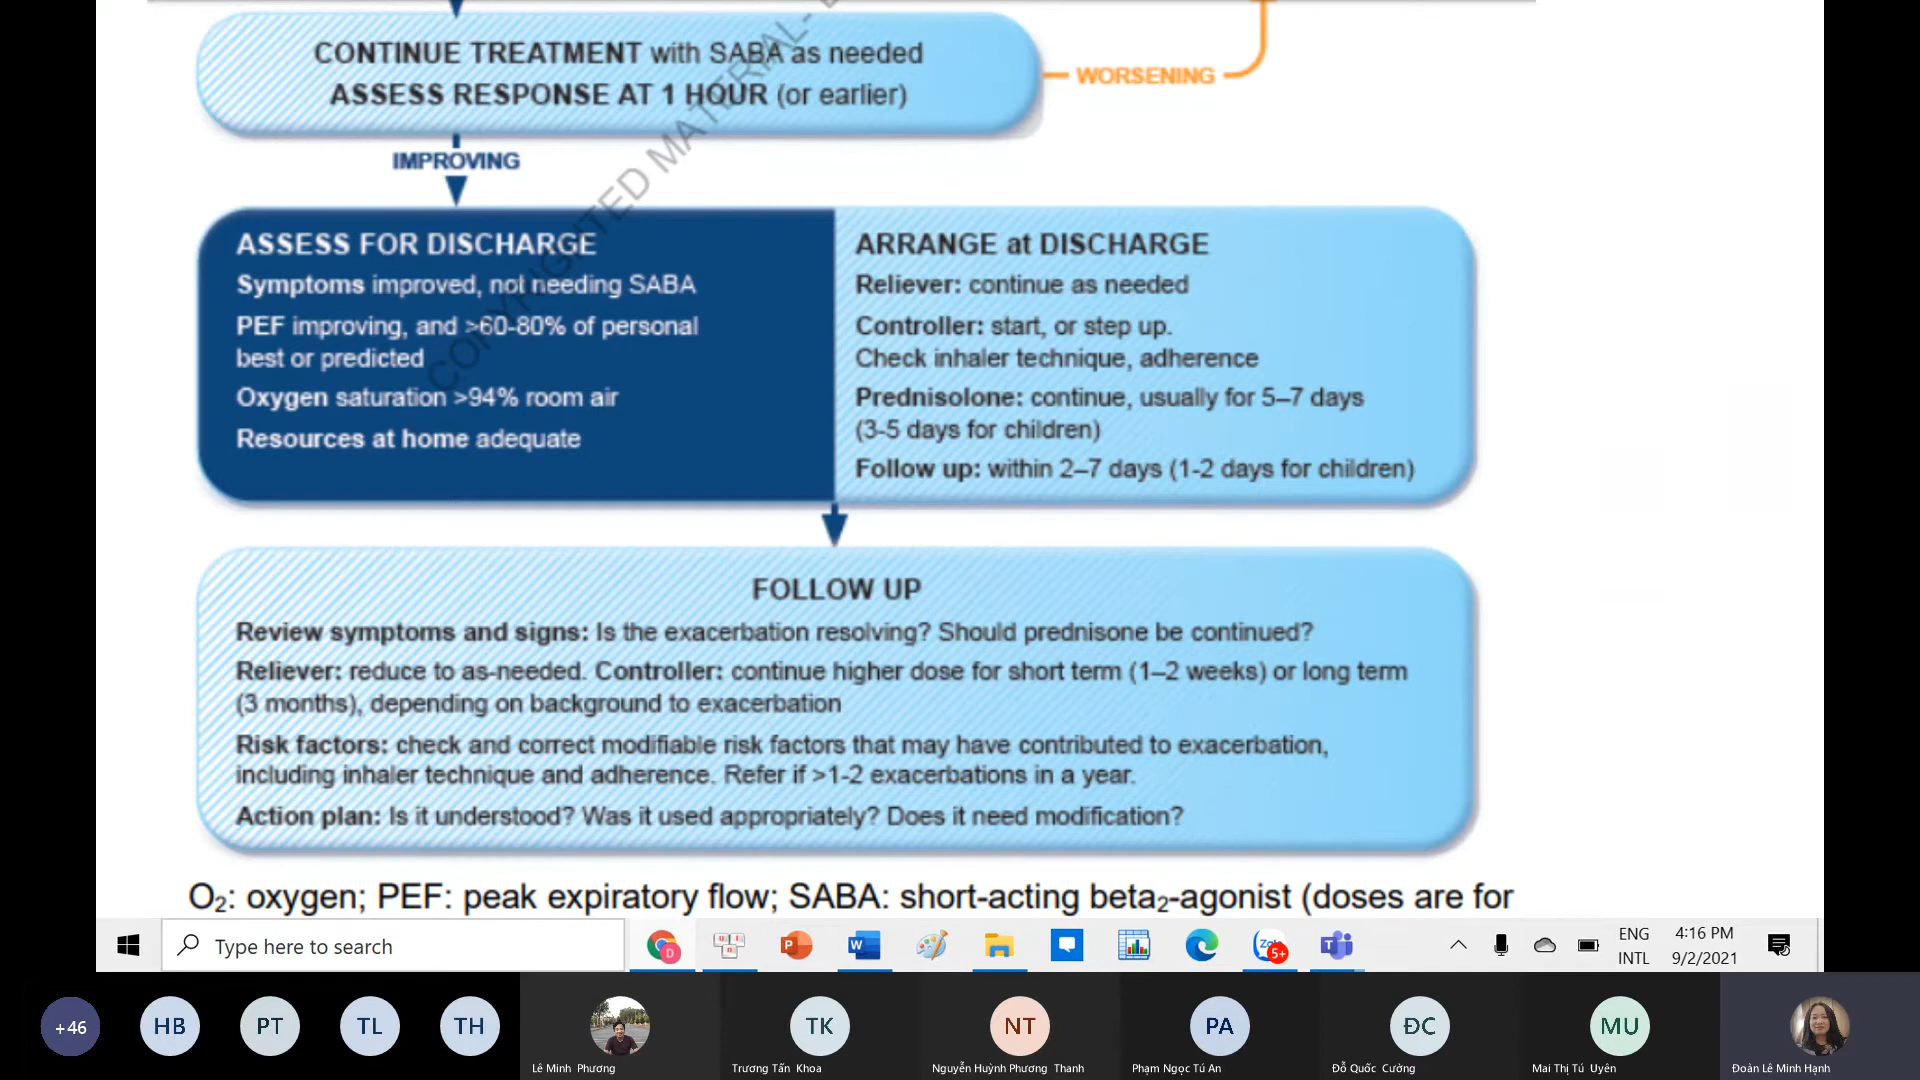 CONTINUE TREATMENT with SABA as needed
ASSESS RESPONSE AT 1 HOUR (or earlier)
WORSENING
IMPROVING
COPYRIGHTED MATERIAL-
ASSESS FOR DISCHARGE
Symptoms improved, not needing SABA
PEF improving, and >60-80% of personal
best or predicted
Oxygen saturation >94% room air
Resources at home adequate
ARRANGE at DISCHARGE
Reliever: continue as needed
Controller: start, or step up.
Check inhaler technique, adherence
Prednisolone: continue, usually for 5–7 days
(3-5 days for children)
Follow up: within 2–7 days (1-2 days for children)
FOLLOW UP
Review symptoms and signs: Is the exacerbation resolving? Should prednisone be continued?
Reliever: reduce to as-needed. Controller: continue higher dose for short term (1–2 weeks) or long term
(3 months), depending on background to exacerbation
Risk factors: check and correct modifiable risk factors that may have contributed to exacerbation,
including inhaler technique and adherence. Refer if >1-2 exacerbations in a year.
Action plan: Is it understood? Was it used appropriately? Does it need modification?
O₂: oxygen; PEF: peak expiratory flow; SABA: short-acting beta₂-agonist (doses are for
Type here to search
D
P
W
Zalo
5+
T
ENG
INTL
4:16 PM
9/2/2021
+46
HB
PT
TL
TH
TK
NT
PA
ĐC
MU
Lê Minh Phương
Trương Tấn Khoa
Nguyễn Huỳnh Phương Thanh
Phạm Ngọc Tú An
Đỗ Quốc Cường
Mai Thị Tú Uyên
Đoàn Lê Minh Hạnh